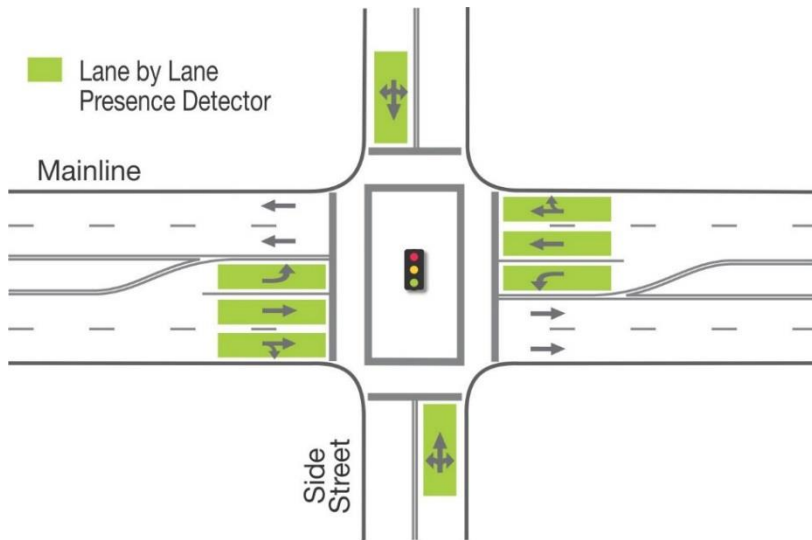 Lane by Lane
Presence Detector
Mainline
Side
Street